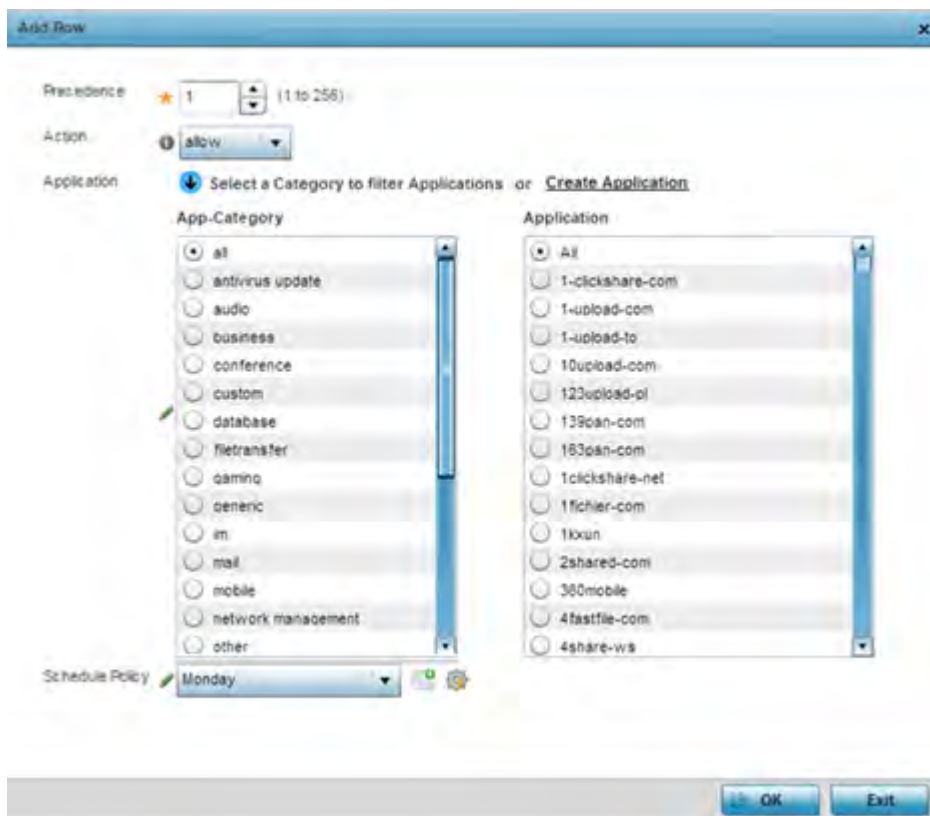 Add Row
Precedence 1 (1 to 256)
Action allow
Application Select a Category to filter Applications or Create Application
App-Category
all
antivirus update
audio
business
conference
custom
database
filetransfer
gaming
generic
im
mail
mobile
network management
other
Application
All
1-clickshare-com
1-upload-com
1-upload-to
10upload-com
123upload-pl
139pan-com
163pan-com
1clickshare-net
1fichier-com
1kxun
2shared-com
360mobile
4fastfile-com
4share-ws
Schedule Policy Monday
OK Exit